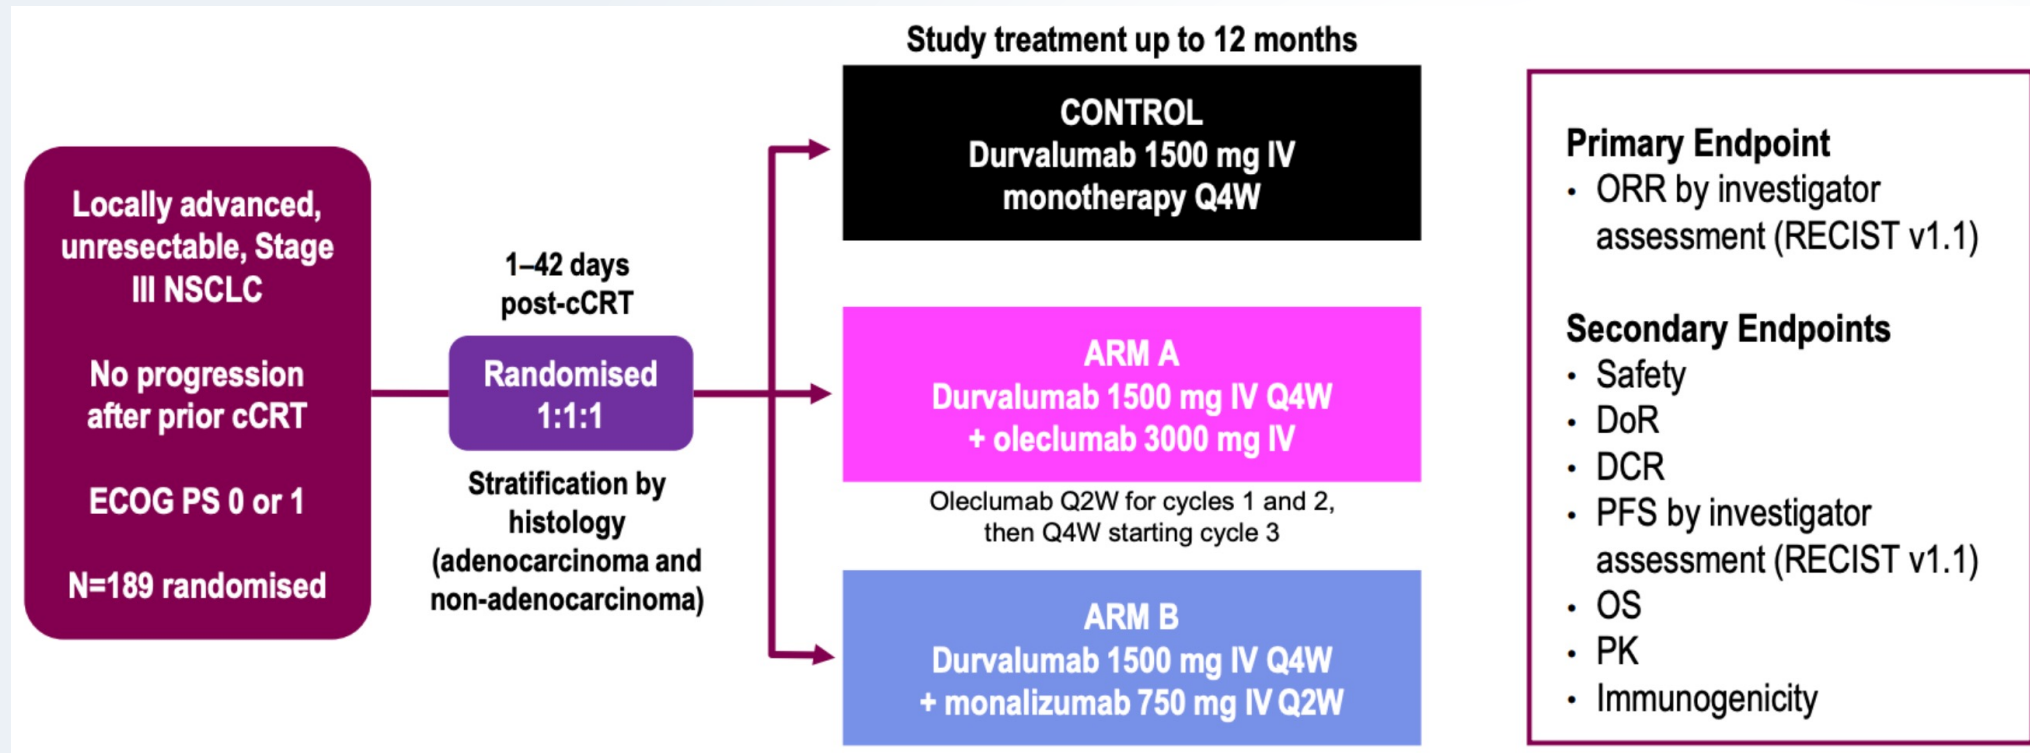 Locally advanced,
unresectable, Stage
III NSCLC
No progression
after prior cCRT
ECOG PS 0 or 1
N=189 randomised
1–42 days
post-cCRT
Randomised
1:1:1
Stratification by
histology
(adenocarcinoma and
non-adenocarcinoma)
Study treatment up to 12 months
CONTROL
Durvalumab 1500 mg IV
monotherapy Q4W
ARM A
Durvalumab 1500 mg IV Q4W
+ oleclumab 3000 mg IV
Oleclumab Q2W for cycles 1 and 2,
then Q4W starting cycle 3
ARM B
Durvalumab 1500 mg IV Q4W
+ monalizumab 750 mg IV Q2W
Primary Endpoint
• ORR by investigator
assessment (RECIST v1.1)
Secondary Endpoints
• Safety
• DoR
• DCR
• PFS by investigator
assessment (RECIST v1.1)
• OS
• PK
• Immunogenicity